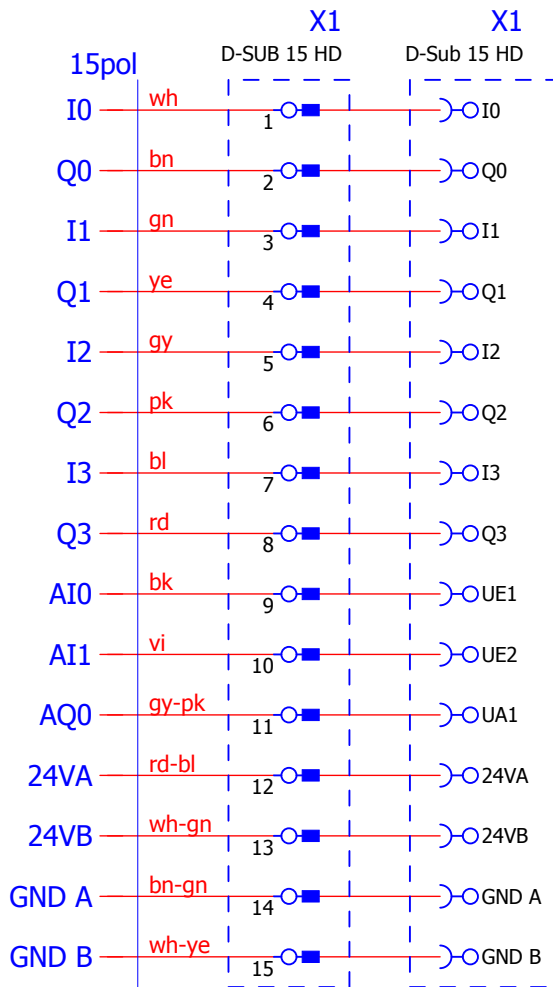 X1 X1
D-SUB 15 HD D-Sub 15 HD
15pol
I0 wh 1 I0
Q0 bn 2 Q0
I1 gn 3 I1
Q1 ye 4 Q1
I2 gy 5 I2
Q2 pk 6 Q2
I3 bl 7 I3
Q3 rd 8 Q3
AI0 bk 9 UE1
AI1 vi 10 UE2
AQ0 gy-pk 11 UA1
24VA rd-bl 12 24VA
24VB wh-gn 13 24VB
GND A bn-gn 14 GND A
GND B wh-ye 15 GND B